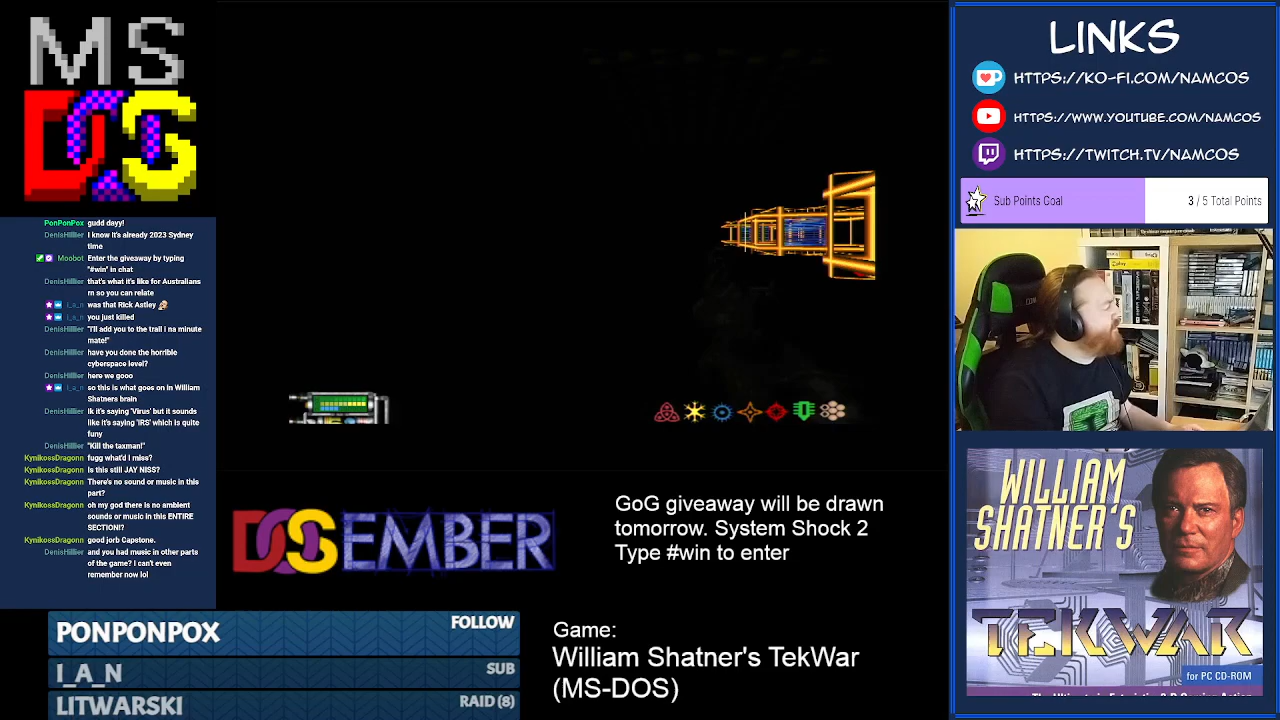 MS
DOS
PonPonPox gudd dayy!
DenisHillier I know it's already 2023 Sydney
time
Moobot Enter the giveaway by typing
"#win" in chat
DenisHillier that's what it's like for Australians
rn so you can relate
i_a_n was that Rick Astley
i_a_n you just killed
DenisHillier "I'll add you to the trail i na minute
mate!"
DenisHillier have you done the horrible
cyberspace level?
DenisHillier here we gooo
i_a_n so this is what goes on in William
Shatners brain
DenisHillier Ik it's saying 'Virus' but it sounds
like it's saying 'IRS' which is quite
funy
DenisHillier "Kill the taxman!"
KynikossDragonn fugg what'd I miss?
KynikossDragonn Is this still JAY NISS?
KynikossDragonn There's no sound or music in this
part?
KynikossDragonn oh my god there is no ambient
sounds or music in this ENTIRE
SECTION!?
KynikossDragonn good jorb Capstone.
DenisHillier and you had music in other parts
of the game? I can't even
remember now lol
LINKS
HTTPS://KO-FI.COM/NAMCOS
HTTPS://WWW.YOUTUBE.COM/NAMCOS
HTTPS://TWITCH.TV/NAMCOS
Sub Points Goal 3 / 5 Total Points
DOSEMBER
GoG giveaway will be drawn
tomorrow. System Shock 2
Type #win to enter
PONPONPOX FOLLOW
I_A_N SUB
LITWARSKI RAID (8)
Game:
William Shatner's TekWar
(MS-DOS)
WILLIAM
SHATNER'S
TEKWAR
for PC CD-ROM